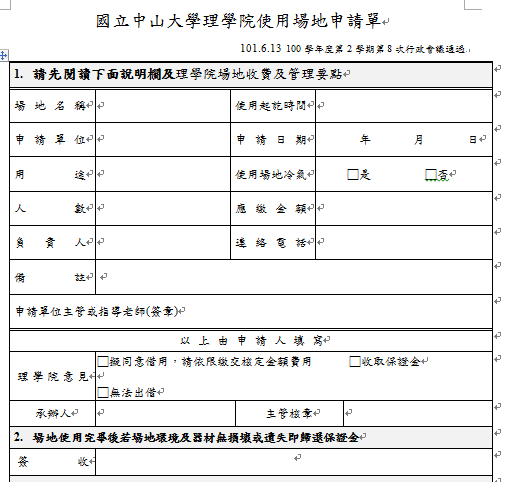 國立中山大學理學院使用場地申請單
101.6.13 100學年度第2學期第8次行政會議通過
1. 請先閱讀下面說明欄及理學院場地收費及管理要點
場地名稱 使用起訖時間
申請單位 申請日期 年 月 日
用途 使用場地冷氣 □是 □否
人數 應繳金額
負責人 連絡電話
備註
申請單位主管或指導老師(簽章)
以上由申請人填寫
理學院意見 □擬同意借用，請依限繳交核定金額費用 □收取保證金
□無法出借
承辦人 主管核章
2. 場地使用完畢後若場地環境及器材無損壞或遺失即歸還保證金
簽收